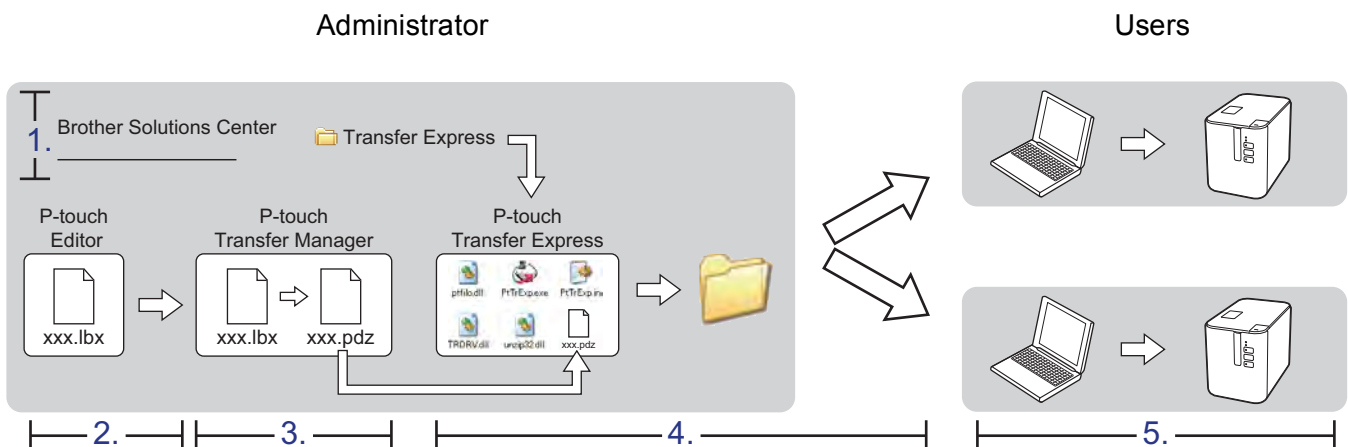 Administrator
Users
1.
Brother Solutions Center
Transfer Express
P-touch
Editor
P-touch
Transfer Manager
P-touch
Transfer Express
xxx.lbx
xxx.lbx
xxx.pdz
ptfilo.dll
PtTrExp.exe
PtTrExp.ini
TRDRV.dll
unzip32.dll
xxx.pdz
2.
3.
4.
5.